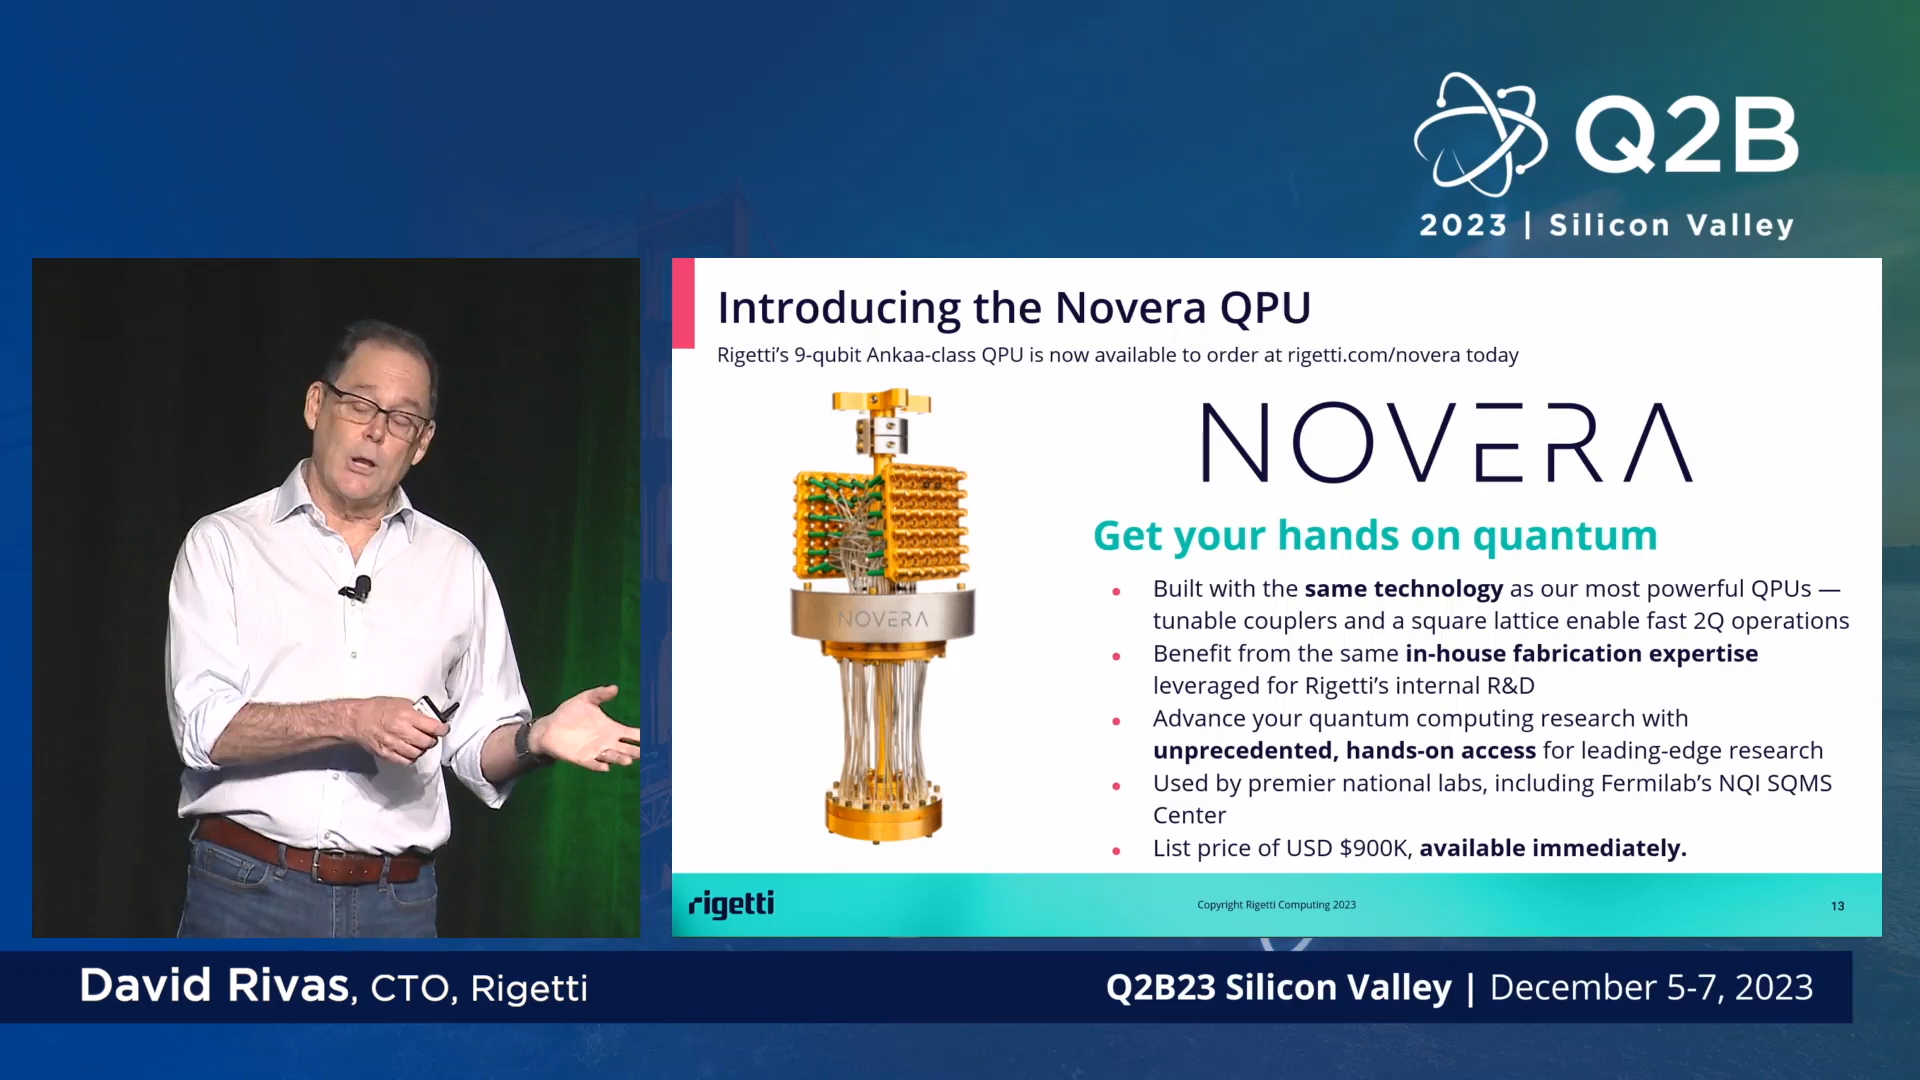 Q2B
2023 | Silicon Valley
Introducing the Novera QPU
Rigetti’s 9-qubit Ankaa-class QPU is now available to order at rigetti.com/novera today
NOVERA
Get your hands on quantum
• Built with the same technology as our most powerful QPUs —
tunable couplers and a square lattice enable fast 2Q operations
• Benefit from the same in-house fabrication expertise
leveraged for Rigetti’s internal R&D
• Advance your quantum computing research with
unprecedented, hands-on access for leading-edge research
• Used by premier national labs, including Fermilab’s NQI SQMS
Center
• List price of USD $900K, available immediately.
NOVERA
rigetti
Copyright Rigetti Computing 2023
13
David Rivas, CTO, Rigetti
Q2B23 Silicon Valley | December 5-7, 2023